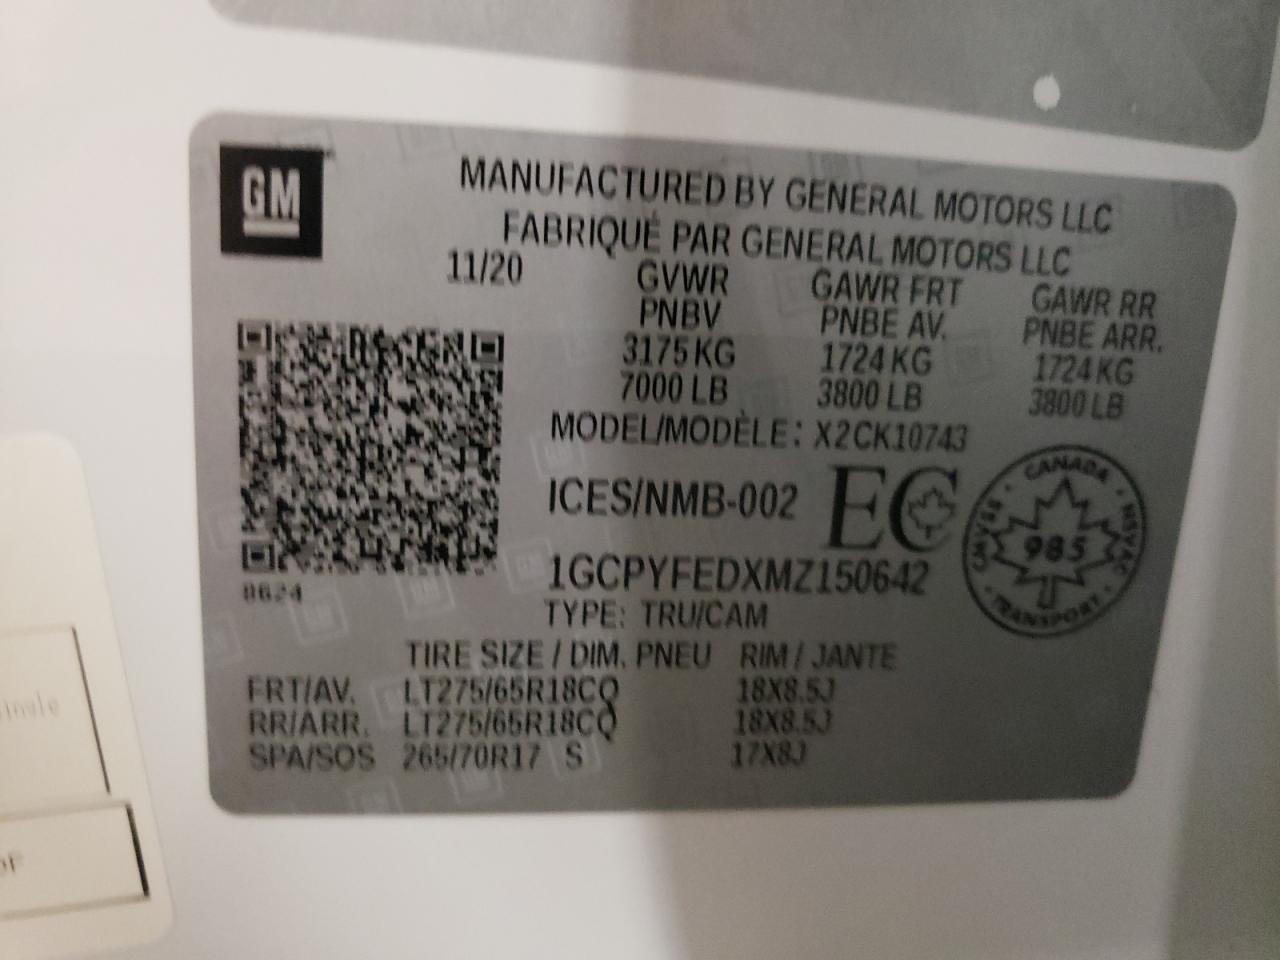 GM
MANUFACTURED BY GENERAL MOTORS LLC
FABRIQUÉ PAR GENERAL MOTORS LLC
11/20 GVWR GAWR FRT GAWR RR
PNBV PNBE AV. PNBE ARR.
3175 KG 1724 KG 1724 KG
7000 LB 3800 LB 3800 LB
MODEL/MODÈLE: X2CK10743
ICES/NMB-002 EC
CANADA
CMVSS 985 NSVAC
TRANSPORT
1GCPYFEDXMZ150642
0624
TYPE: TRU/CAM
TIRE SIZE / DIM. PNEU RIM / JANTE
FRT/AV. LT275/65R18CQ 18X8.5J
RR/ARR. LT275/65R18CQ 18X8.5J
SPA/SOS 265/70R17 S 17X8J